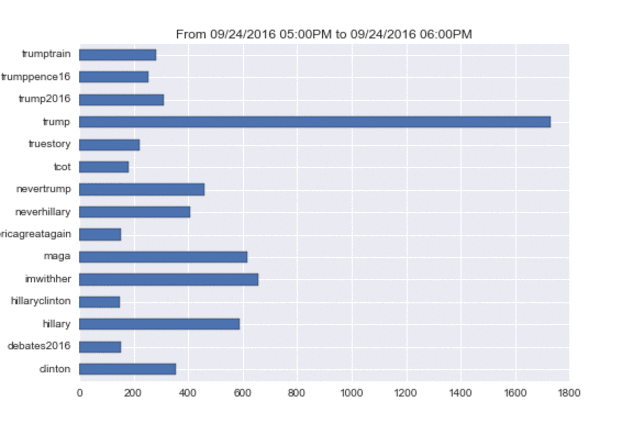 From 09/24/2016 05:00PM to 09/24/2016 06:00PM
trumptrain
trumppence16
trump2016
trump
truestory
tcot
nevertrump
neverhillary
ericagreatagain
maga
imwithher
hillaryclinton
hillary
debates2016
clinton
0 200 400 600 800 1000 1200 1400 1600 1800